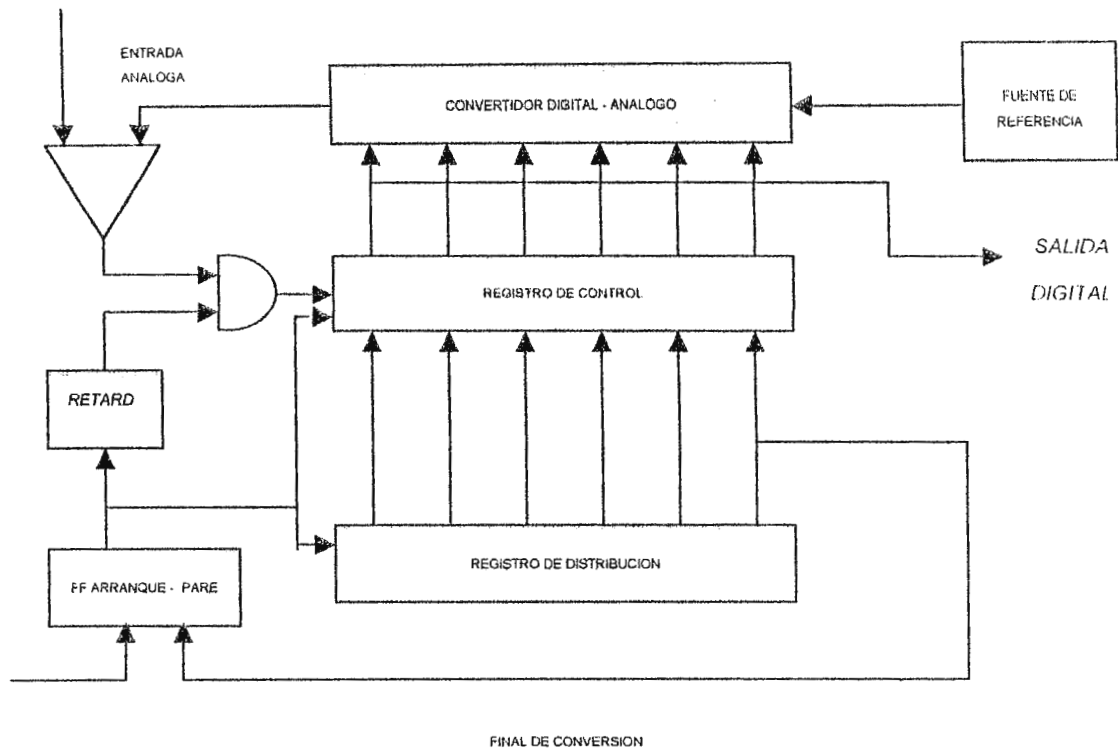 ENTRADA
ANALOGA
CONVERTIDOR DIGITAL - ANALOGO
FUENTE DE
REFERENCIA
SALIDA
DIGITAL
REGISTRO DE CONTROL
RETARD
REGISTRO DE DISTRIBUCION
FF ARRANQUE - PARE
FINAL DE CONVERSION